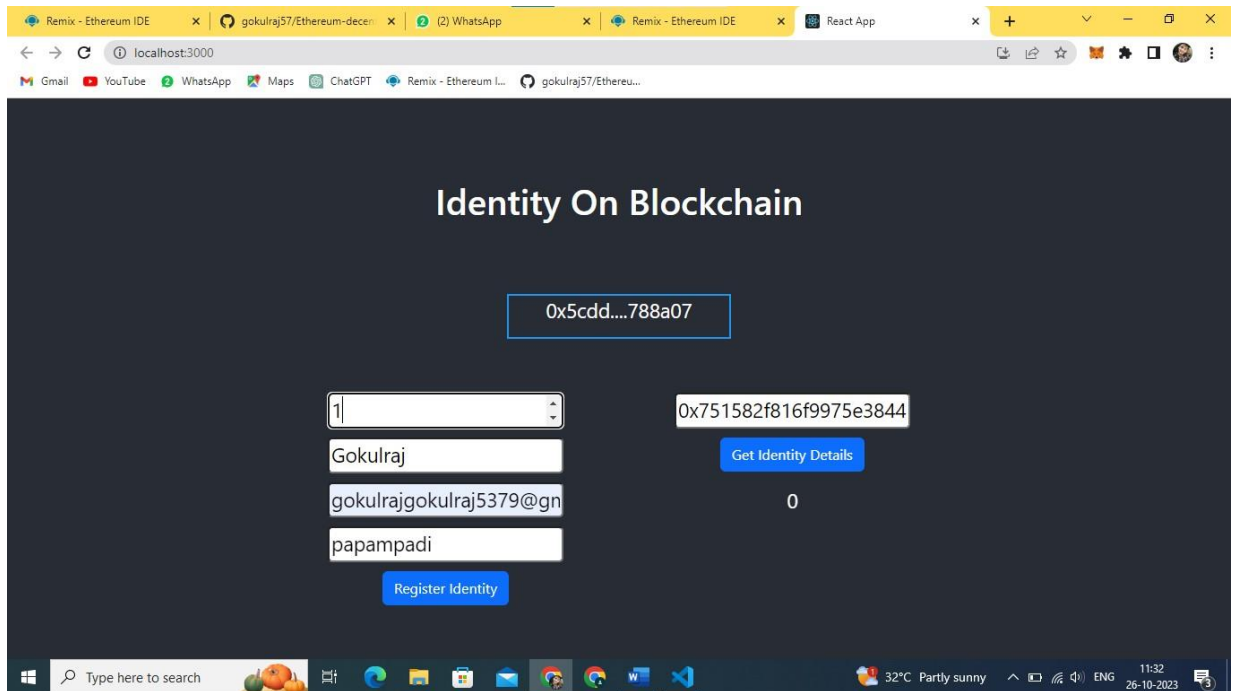 Remix - Ethereum IDE
gokulraj57/Ethereum-decen
(2) WhatsApp
Remix - Ethereum IDE
React App
localhost:3000
Gmail
YouTube
WhatsApp
Maps
ChatGPT
Remix - Ethereum I...
gokulraj57/Ethereu...
Identity On Blockchain
0x5cdd....788a07
1
0x751582f816f9975e3844
Gokulraj
Get Identity Details
gokulrajgokulraj5379@gn
0
papampadi
Register Identity
Type here to search
32°C Partly sunny
ENG
11:32
26-10-2023
3